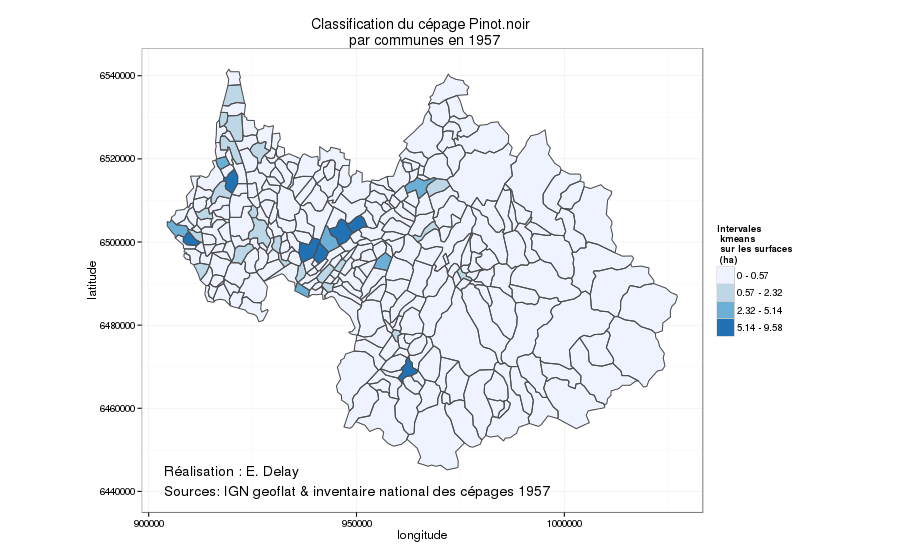 Classification du cépage Pinot.noir
par communes en 1957
6540000
6520000
6500000
6480000
6460000
6440000
latitude
900000
950000
1000000
longitude
Réalisation : E. Delay
Sources: IGN geoflat & inventaire national des cépages 1957
Intervales
kmeans
sur les surfaces
(ha)
0 - 0.57
0.57 - 2.32
2.32 - 5.14
5.14 - 9.58